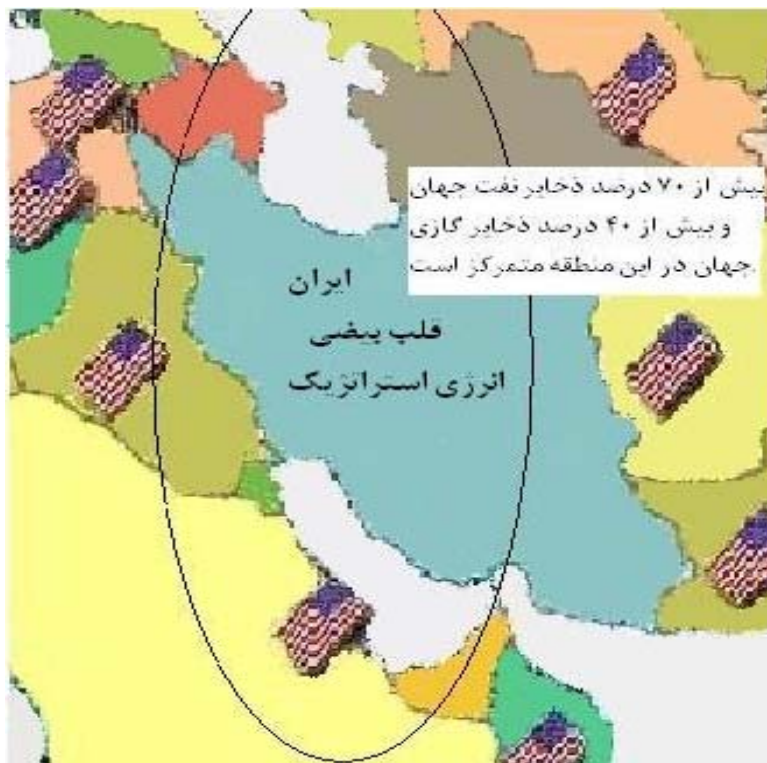 بیش از ۷۰ درصد ذخایر نفت جهان
و بیش از ۴۰ درصد ذخایر گازی
جهان در این منطقه متمرکز است.
ایران
قلب بیضی
انرژی استراتژیک